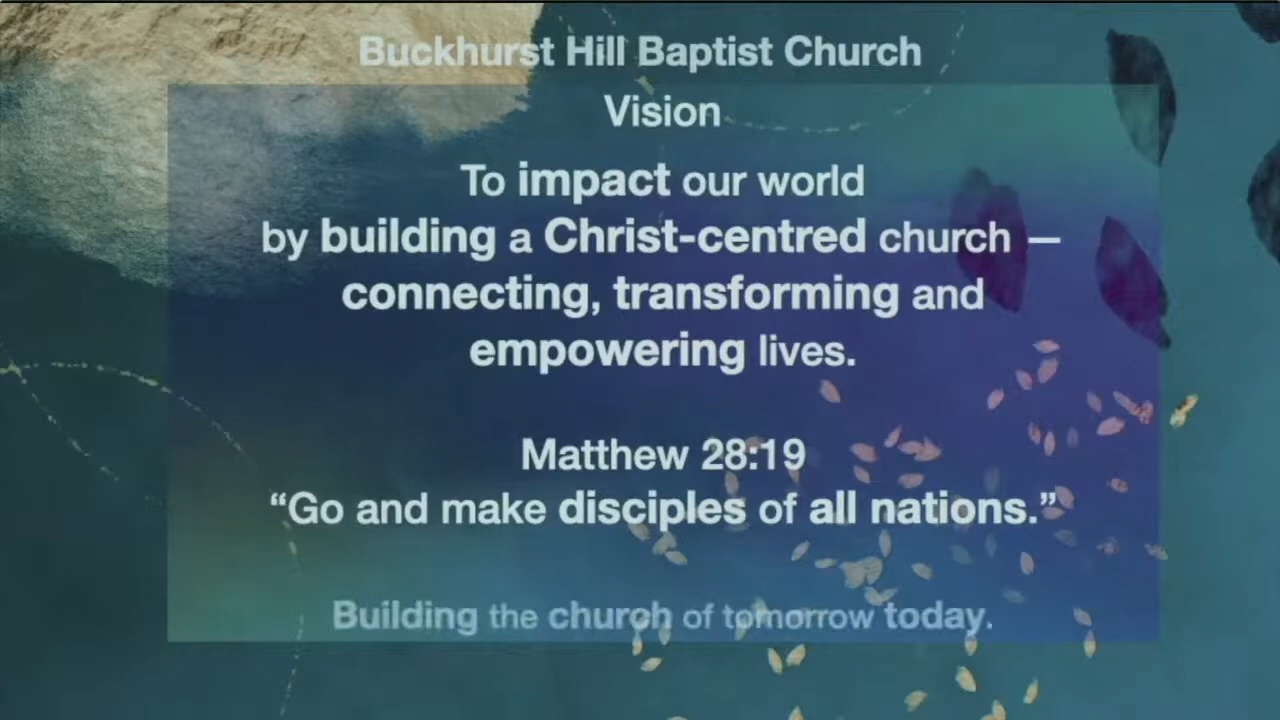 Buckhurst Hill Baptist Church
Vision
To impact our world
by building a Christ-centred church –
connecting, transforming and
empowering lives.
Matthew 28:19
“Go and make disciples of all nations.”
Building the church of tomorrow today.